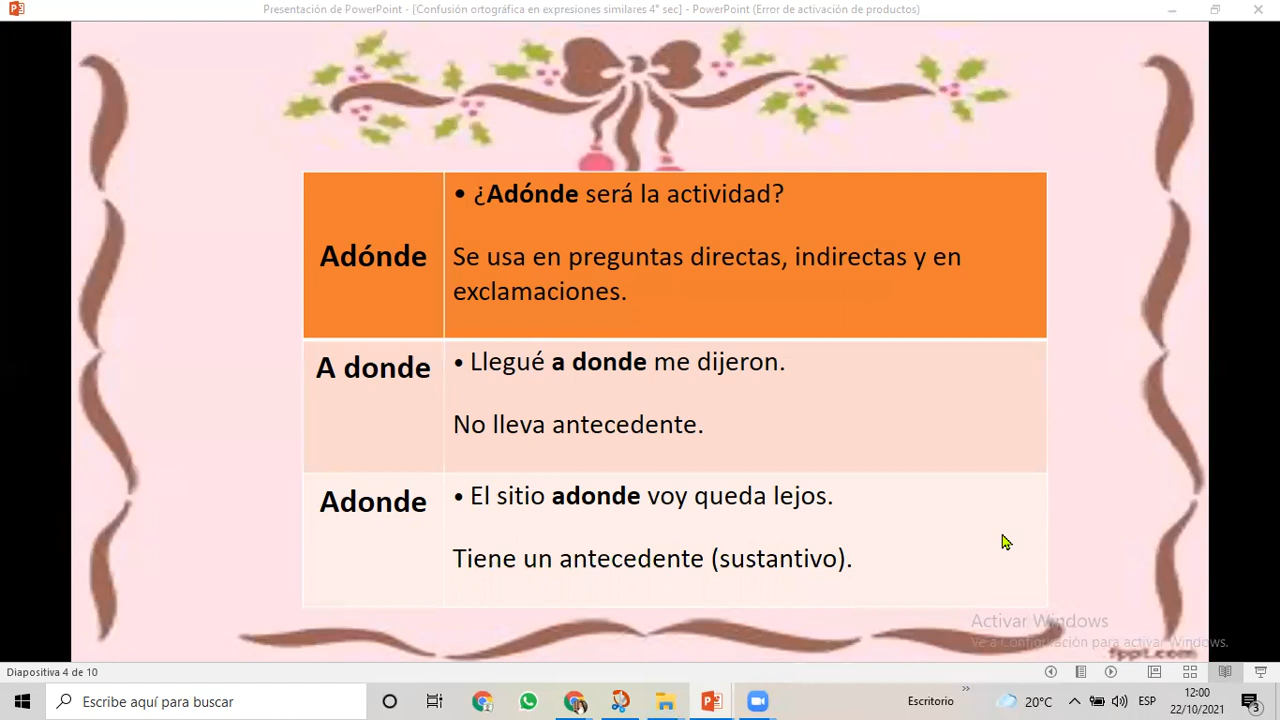 Presentación de PowerPoint - [Confusión ortográfica en expresiones similares 4° sec] - PowerPoint (Error de activación de productos)
• ¿Adónde será la actividad?
Adónde
Se usa en preguntas directas, indirectas y en
exclamaciones.
A donde
• Llegué a donde me dijeron.
No lleva antecedente.
Adonde
• El sitio adonde voy queda lejos.
Tiene un antecedente (sustantivo).
Activar Windows
Ve a Configuración para activar Windows.
fppt.com
Diapositiva 4 de 10
Escribe aquí para buscar
Escritorio
»
20°C
ESP
12:00
22/10/2021
3